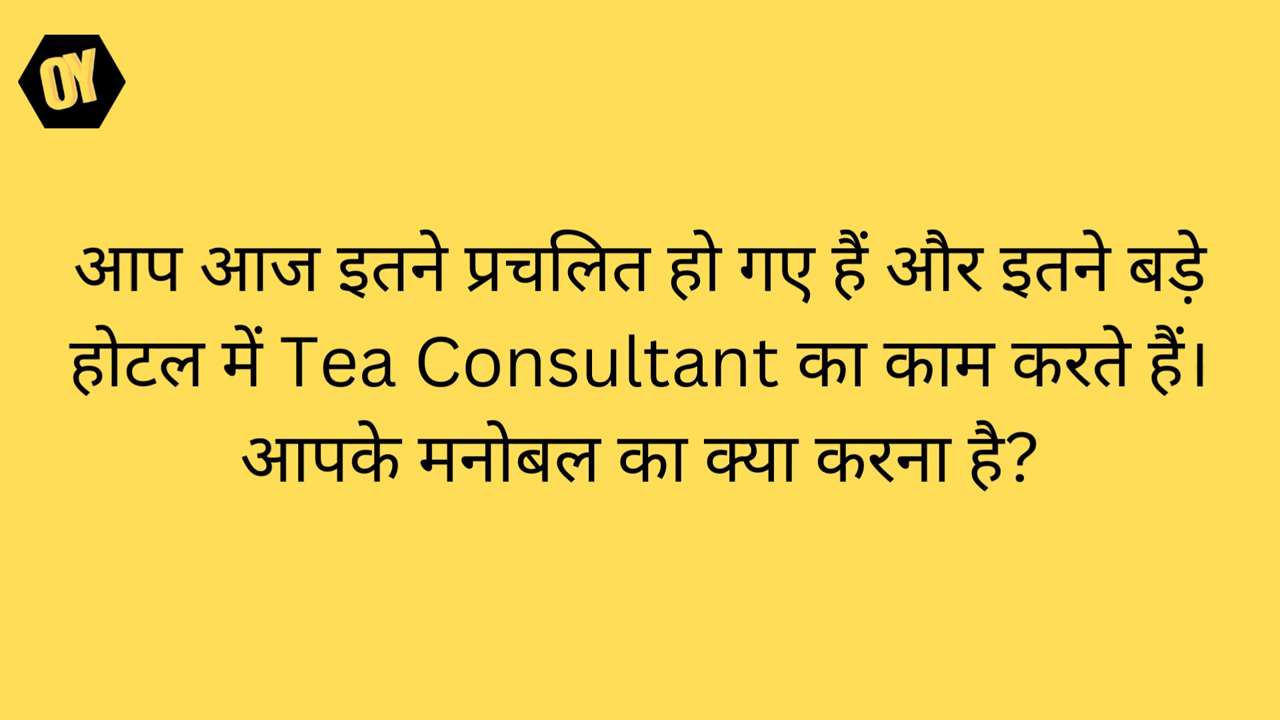 OY
आप आज इतने प्रचलित हो गए हैं और इतने बड़े
होटल में Tea Consultant का काम करते हैं।
आपके मनोबल का क्या करना है?